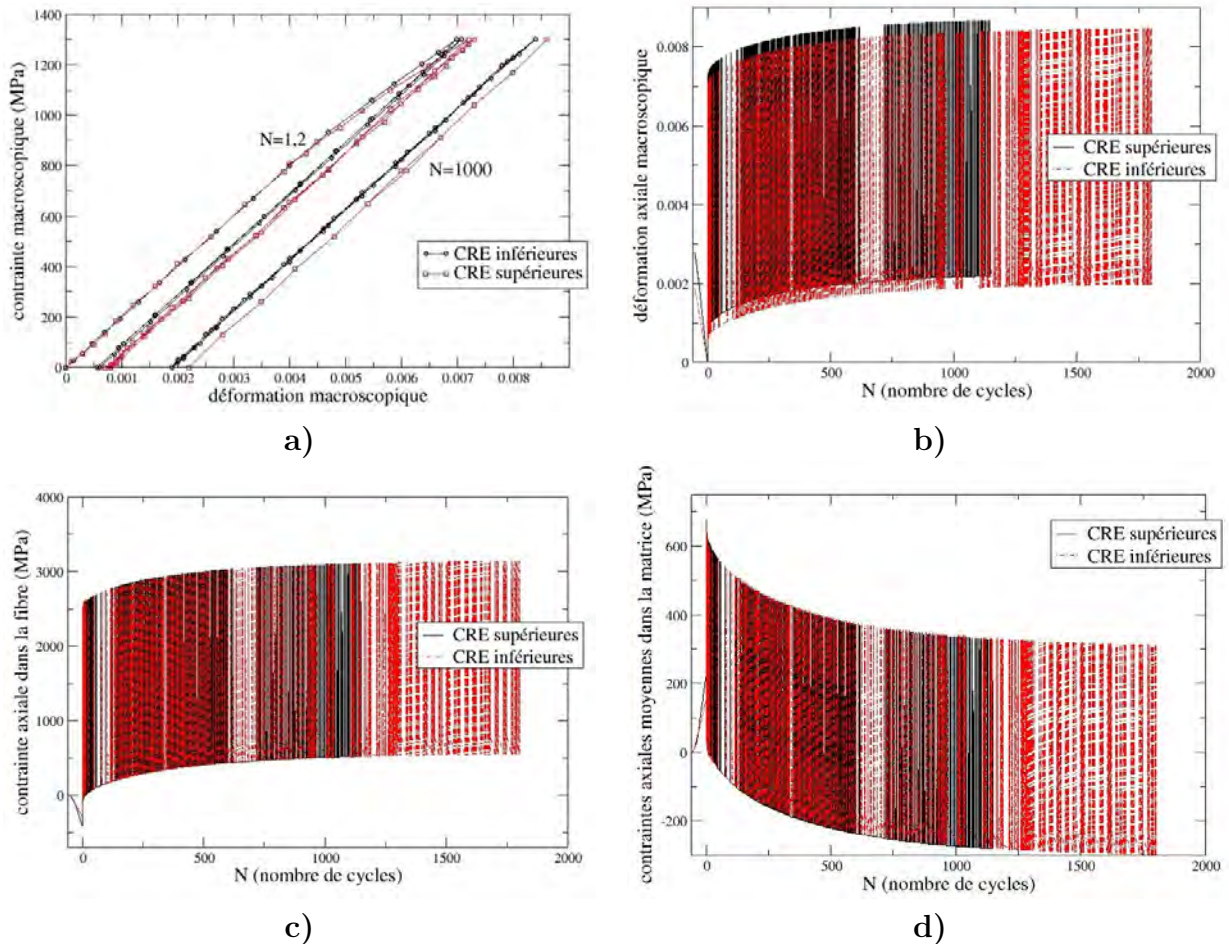 contrainte macroscopique (MPa)
1400
1200
1000
800
600
400
200
0
N=1,2
N=1000
CRE inférieures
CRE supérieures
0 0.001 0.002 0.003 0.004 0.005 0.006 0.007 0.008
déformation macroscopique
a)
déformation axiale macroscopique
0.008
0.006
0.004
0.002
0
CRE supérieures
CRE inférieures
0 500 1000 1500 2000
N (nombre de cycles)
b)
contrainte axiale dans la fibre (MPa)
4000
3000
2000
1000
0
CRE supérieures
CRE inférieures
0 500 1000 1500 2000
N (nombre de cycles)
c)
contraintes axiales moyennes dans la matrice (MPa)
600
400
200
0
-200
CRE supérieures
CRE inférieures
0 500 1000 1500 2000
N (nombre de cycles)
d)